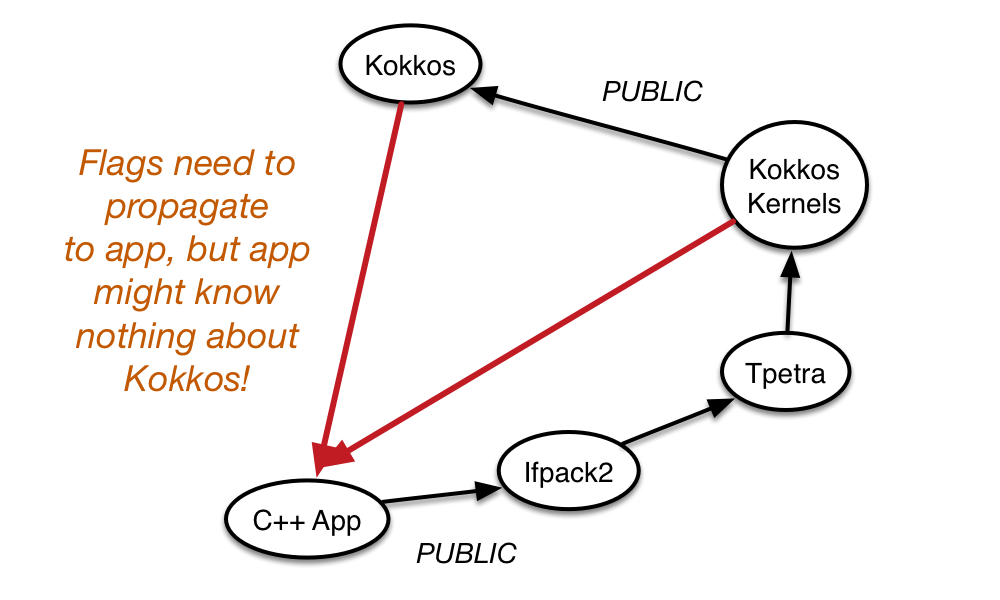 Kokkos
PUBLIC
Flags need to
propagate
to app, but app
might know
nothing about
Kokkos!
Kokkos
Kernels
Tpetra
Ifpack2
C++ App
PUBLIC